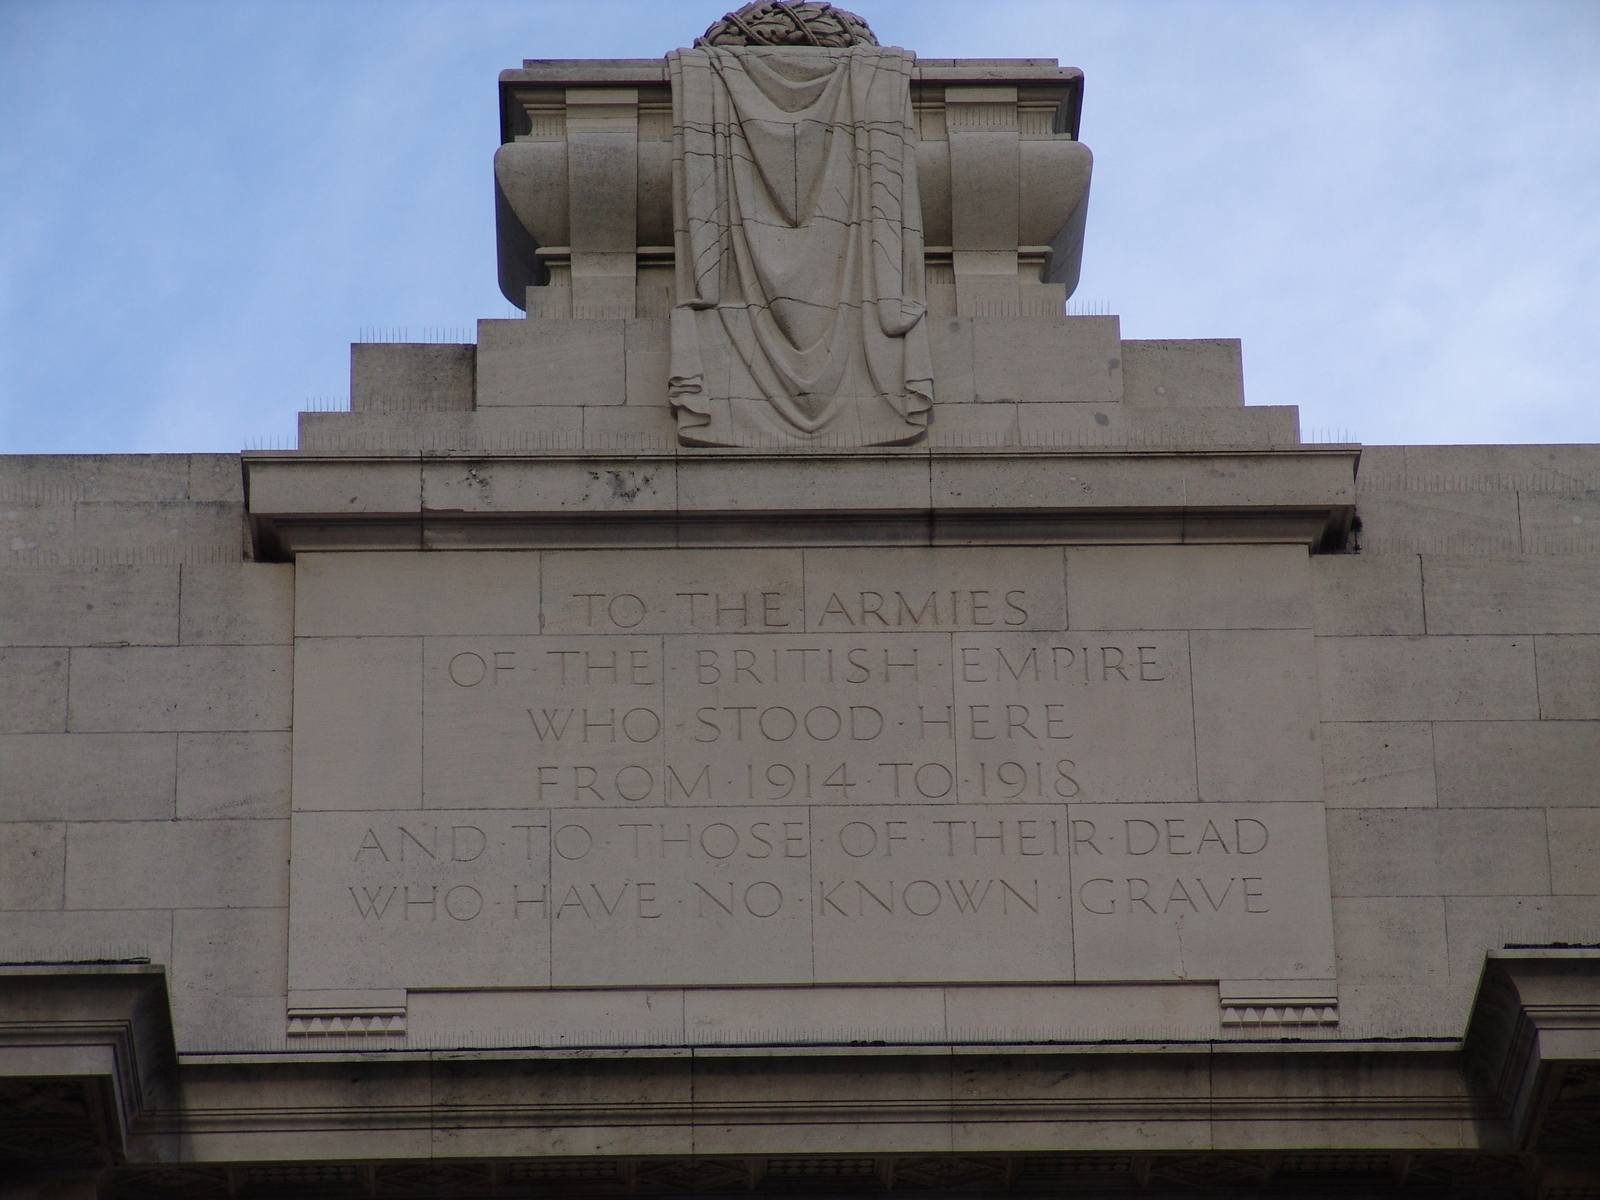 TO·THE ARMIES
OF·THE BRITISH·EMPIRE
WHO·STOOD·HERE
FROM·1914·TO·1918
AND·TO·THOSE·OF·THEIR·DEAD
WHO·HAVE·NO·KNOWN·GRAVE